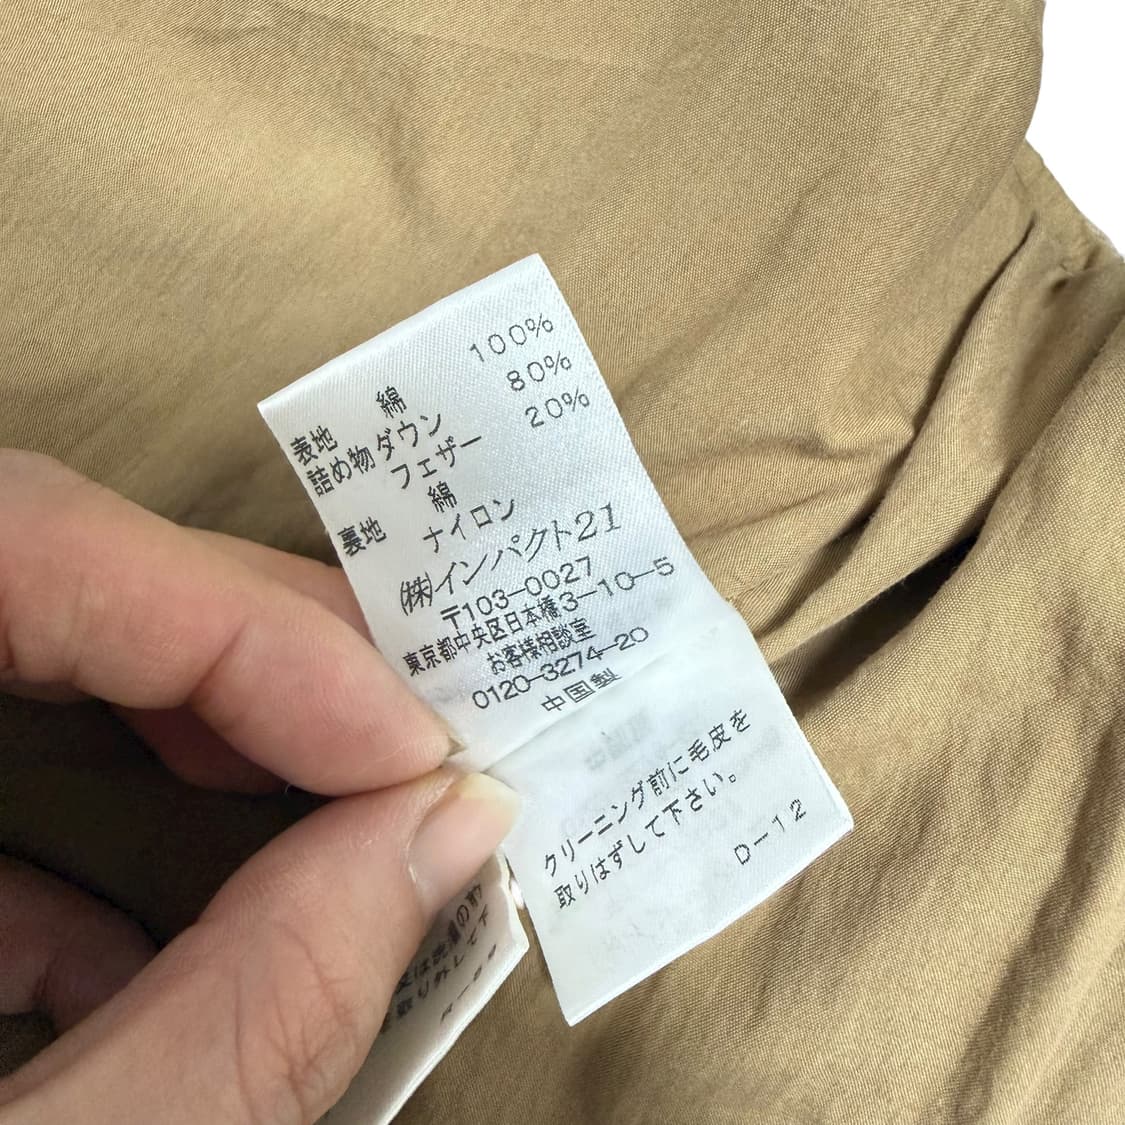 表地 綿 100%
詰め物 ダウン 80%
フェザー 20%
裏地 綿
ナイロン
(株)インパクト21
〒103-0027
東京都中央区日本橋3-10-5
お客様相談室
0120-3274-20
中国製
クリーニング前に毛皮を
取りはずして下さい。
D-12